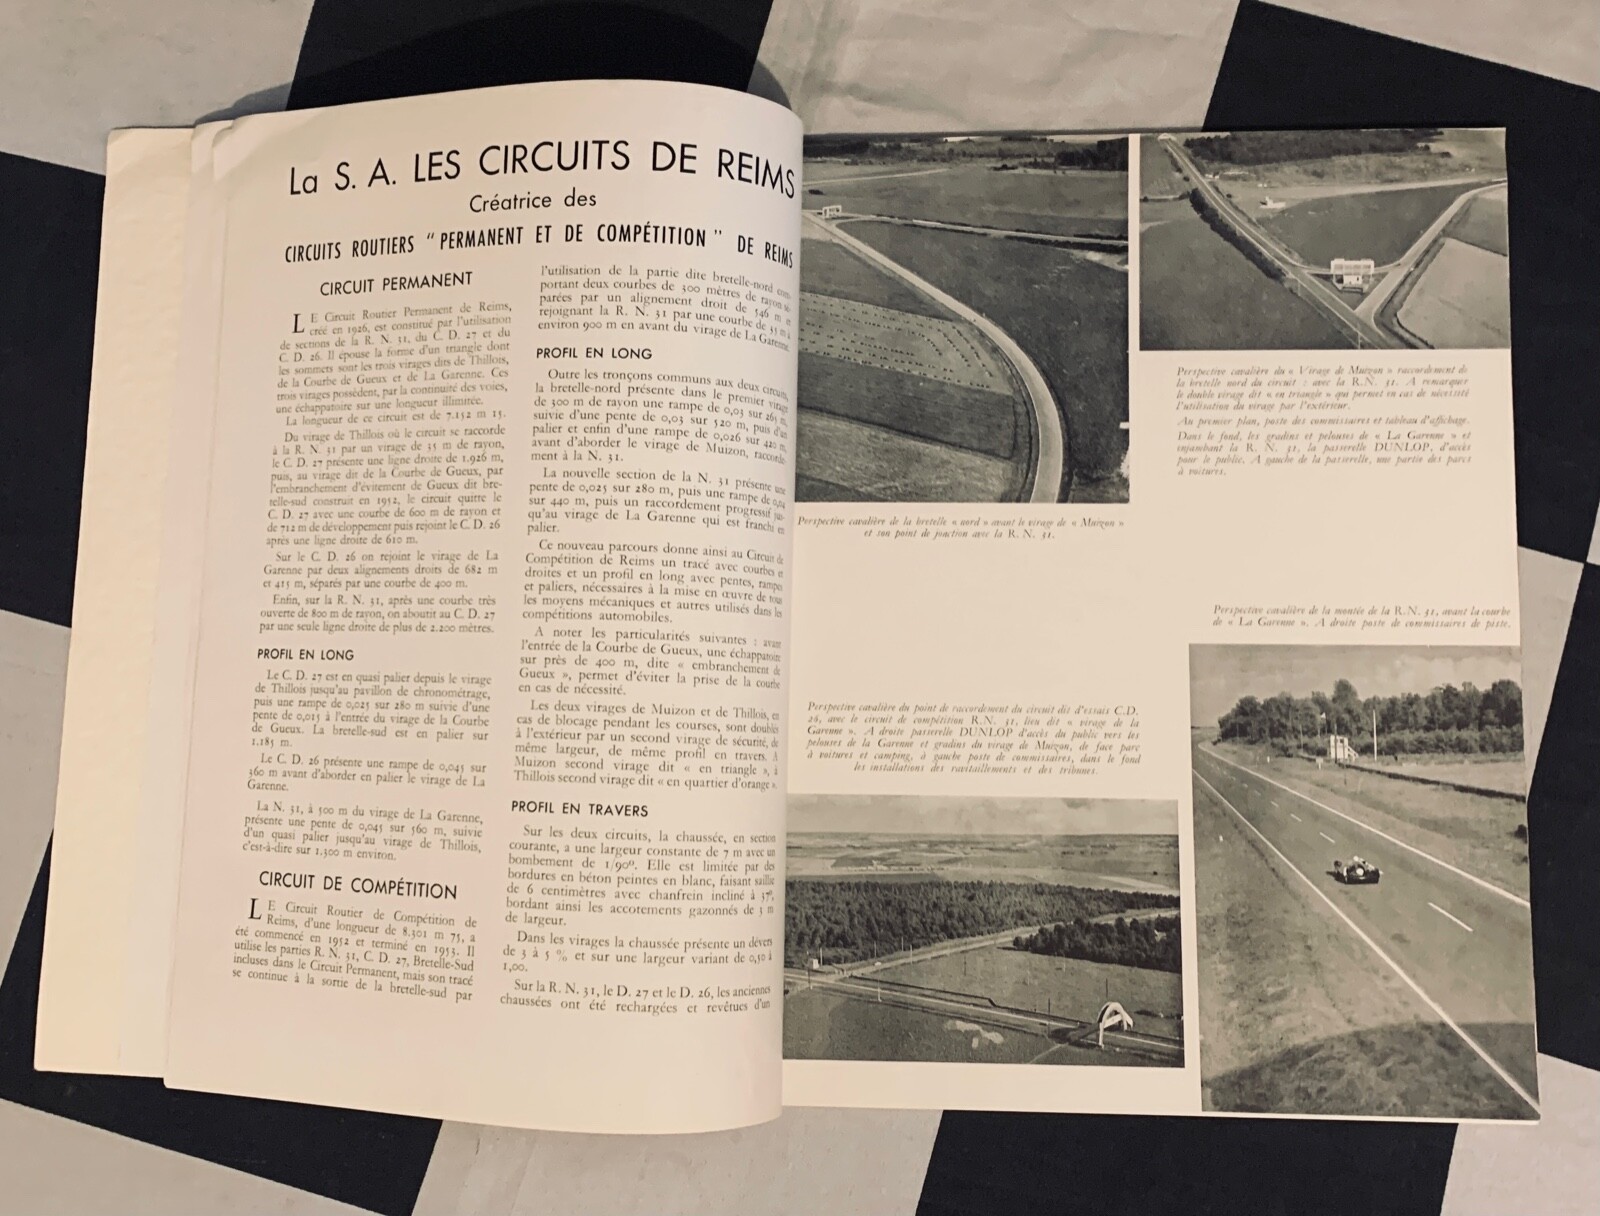 La S. A. LES CIRCUITS DE REIMS
Créatrice des
CIRCUITS ROUTIERS "PERMANENT ET DE COMPÉTITION" DE REIMS
CIRCUIT PERMANENT
LE Circuit Routier Permanent de Reims,
créé en 1926, est constitué par l'utilisation
de sections de la R. N. 31, du C. D. 27 et du
C. D. 26. Il épouse la forme d'un triangle dont
les sommets sont les trois virages dits de Thillois,
de la Courbe de Gueux et de La Garenne. Ces
trois virages possèdent, par la continuité des voies,
une échappatoire sur une longueur illimitée.
La longueur de ce circuit est de 7.152 m 15.
Du virage de Thillois où le circuit se raccorde
à la R. N. 31 par un virage de 35 m de rayon,
le C. D. 27 présente une ligne droite de 1.926 m,
puis, au virage dit de la Courbe de Gueux, par
l'embranchement d'évitement de Gueux dit bre-
telle-sud construit en 1952, le circuit quitte le
C. D. 27 avec une courbe de 600 m de rayon et
de 712 m de développement puis rejoint le C. D. 26
après une ligne droite de 610 m.
Sur le C. D. 26 on rejoint le virage de La
Garenne par deux alignements droits de 682 m
et 415 m, séparés par une courbe de 400 m.
Enfin, sur la R. N. 31, après une courbe très
ouverte de 800 m de rayon, on aboutit au C. D. 27
par une seule ligne droite de plus de 2.200 mètres.
PROFIL EN LONG
Le C. D. 27 est en quasi palier depuis le virage
de Thillois jusqu'au pavillon de chronométrage,
puis une rampe de 0,025 sur 280 m suivie d'une
pente de 0,015 à l'entrée du virage de la Courbe
de Gueux. La bretelle-sud est en palier sur
1.185 m.
Le C. D. 26 présente une rampe de 0,045 sur
360 m avant d'aborder en palier le virage de La
Garenne.
La N. 31, à 500 m du virage de La Garenne,
présente une pente de 0,045 sur 560 m, suivie
d'un quasi palier jusqu'au virage de Thillois,
c'est-à-dire sur 1.300 m environ.
CIRCUIT DE COMPÉTITION
LE Circuit Routier de Compétition de
Reims, d'une longueur de 8.301 m 75, a
été commencé en 1952 et terminé en 1953. Il
utilise les parties R. N. 31, C. D. 27, Bretelle-Sud
incluses dans le Circuit Permanent, mais son tracé
se continue à la sortie de la bretelle-sud par
l'utilisation de la partie dite bretelle-nord com-
portant deux courbes de 300 mètres de rayon sé-
parées par un alignement droit de 546 m et
rejoignant la R. N. 31 par une courbe de 35 m à
environ 900 m en avant du virage de La Garenne.
PROFIL EN LONG
Outre les tronçons communs aux deux circuits,
la bretelle-nord présente dans le premier virage
de 300 m de rayon une rampe de 0,03 sur 265 m,
suivie d'une pente de 0,03 sur 520 m, puis d'un
palier et enfin d'une rampe de 0,026 sur 420 m,
avant d'aborder le virage de Muizon, raccorde-
ment à la N. 31.
La nouvelle section de la N. 31 présente une
pente de 0,025 sur 280 m, puis une rampe de 0,04
sur 440 m, puis un raccordement progressif jus-
qu'au virage de La Garenne qui est franchi en
palier.
Ce nouveau parcours donne ainsi au Circuit de
Compétition de Reims un tracé avec courbes et
droites et un profil en long avec pentes, rampes
et paliers, nécessaires à la mise en œuvre de tous
les moyens mécaniques et autres utilisés dans les
compétitions automobiles.
A noter les particularités suivantes : avant
l'entrée de la Courbe de Gueux, une échappatoire
sur près de 400 m, dite « embranchement de
Gueux », permet d'éviter la prise de la courbe
en cas de nécessité.
Les deux virages de Muizon et de Thillois, en
cas de blocage pendant les courses, sont doublés
à l'extérieur par un second virage de sécurité, de
même largeur, de même profil en travers. A
Muizon second virage dit « en triangle », à
Thillois second virage dit « en quartier d'orange ».
PROFIL EN TRAVERS
Sur les deux circuits, la chaussée, en section
courante, a une largeur constante de 7 m avec un
bombement de 1/90º. Elle est limitée par des
bordures en béton peintes en blanc, faisant saillie
de 6 centimètres avec chanfrein incliné à 37º,
bordant ainsi les accotements gazonnés de 3 m
de largeur.
Dans les virages la chaussée présente un déven
de 3 à 5 % et sur une largeur variant de 0,50 à
1,00.
Sur la R. N. 31, le D. 27 et le D. 26, les anciennes
chaussées ont été rechargées et revêtues d'un
Perspective cavalière de la bretelle « nord » avant le virage de « Muizon »
et son point de jonction avec la R. N. 31.
Perspective cavalière du « Virage de Muizon » raccordement de
la bretelle nord du circuit : avec la R.N. 31. A remarquer
le double virage dit « en triangle » qui permet en cas de nécessité
l'utilisation du virage par l'extérieur.
Au premier plan, poste des commissaires et tableau d'affichage.
Dans le fond, les gradins et pelouses de « La Garenne » et
enjambant la R. N. 31, la passerelle DUNLOP, d'accès
pour le public. A gauche de la passerelle, une partie des parcs
à voitures.
Perspective cavalière de la montée de la R.N. 31, avant la courbe
de « La Garenne ». A droite poste de commissaires de piste.
Perspective cavalière du point de raccordement du circuit dit d'essais C.D.
26, avec le circuit de compétition R.N. 31, lieu dit « virage de la
Garenne ». A droite passerelle DUNLOP d'accès du public vers les
pelouses de la Garenne et gradins du virage de Muizon, de face parc
à voitures et camping, à gauche poste de commissaires, dans le fond
les installations des ravitaillements et des tribunes.